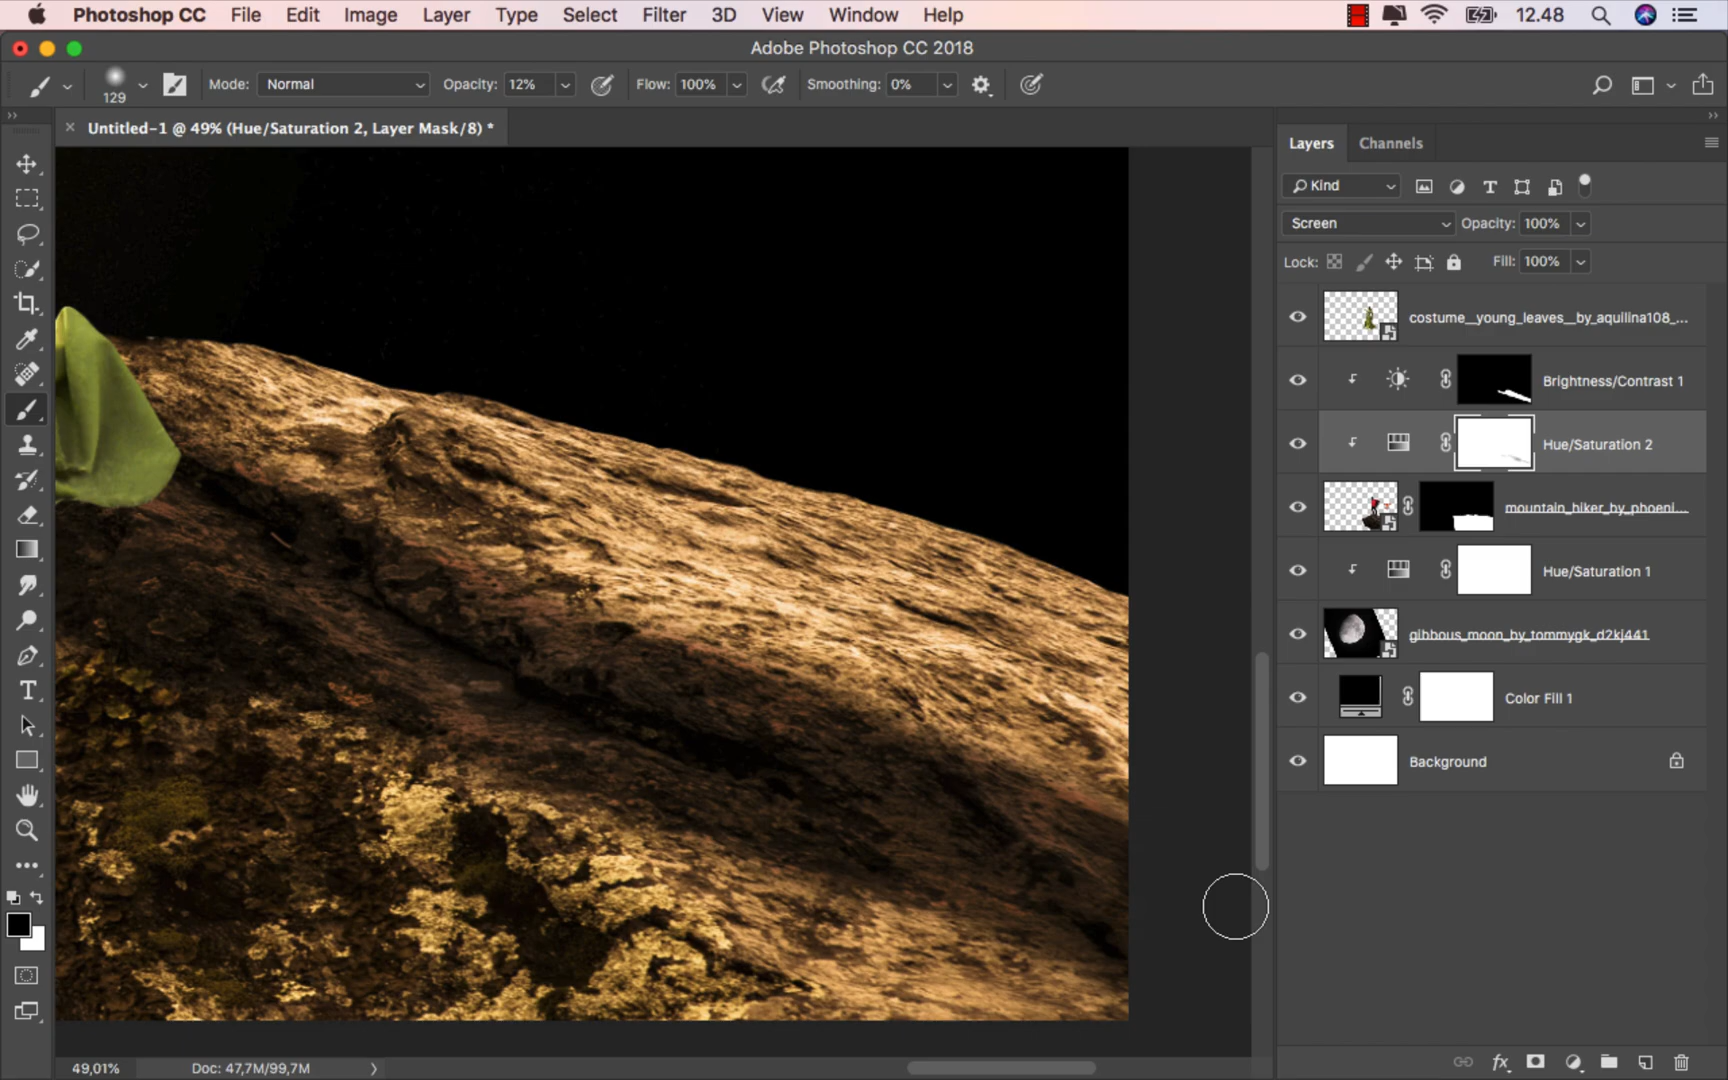 Photoshop CC File Edit Image Layer Type Select Filter 3D View Window Help 12.48
Adobe Photoshop CC 2018
129 Mode: Normal Opacity: 12% Flow: 100% Smoothing: 0%
× Untitled-1 @ 49% (Hue/Saturation 2, Layer Mask/8) *
Layers Channels
Kind
Screen Opacity: 100%
Lock: Fill: 100%
costume__young_leaves__by_aquilina108_...
Brightness/Contrast 1
Hue/Saturation 2
mountain_hiker_by_phoeni...
Hue/Saturation 1
gibbous_moon_by_tommygk_d2kj441
Color Fill 1
Background
49,01% Doc: 47,7M/99,7M